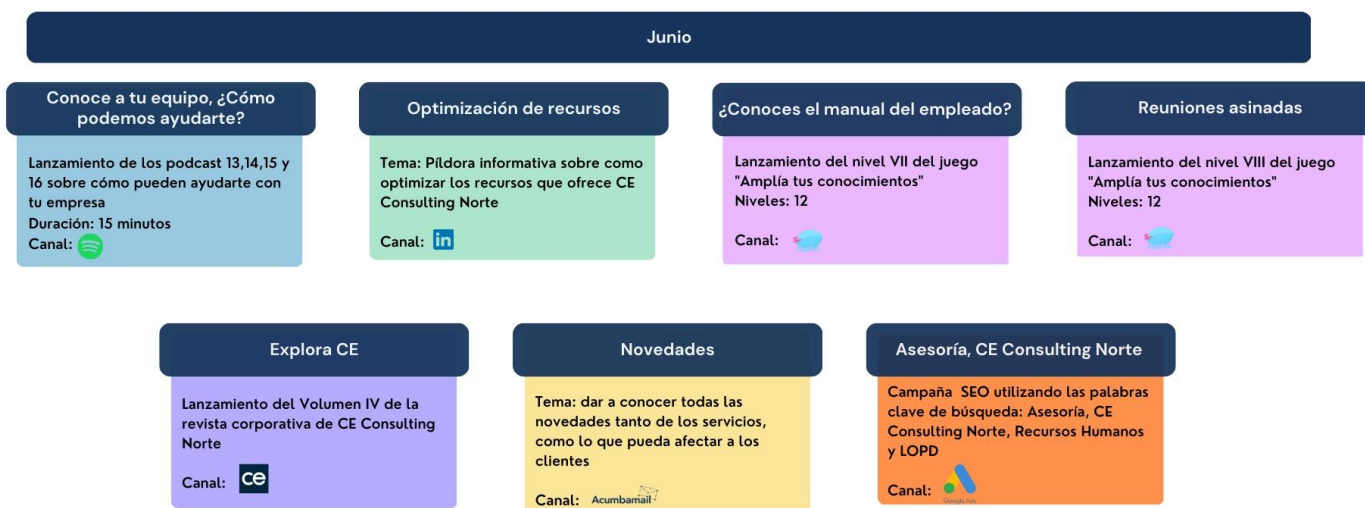 Junio
Conoce a tu equipo, ¿Cómo
podemos ayudarte?
Lanzamiento de los podcast 13,14,15 y
16 sobre cómo pueden ayudarte con
tu empresa
Duración: 15 minutos
Canal:
Optimización de recursos
Tema: Píldora informativa sobre como
optimizar los recursos que ofrece CE
Consulting Norte
Canal: in
¿Conoces el manual del empleado?
Lanzamiento del nivel VII del juego
"Amplía tus conocimientos"
Niveles: 12
Canal:
Reuniones asinadas
Lanzamiento del nivel VIII del juego
"Amplía tus conocimientos"
Niveles: 12
Canal:
Explora CE
Lanzamiento del Volumen IV de la
revista corporativa de CE Consulting
Norte
Canal: ce
Novedades
Tema: dar a conocer todas las
novedades tanto de los servicios,
como lo que pueda afectar a los
clientes
Canal: Acumbamail
Asesoría, CE Consulting Norte
Campaña SEO utilizando las palabras
clave de búsqueda: Asesoría, CE
Consulting Norte, Recursos Humanos
y LOPD
Canal:
Google Ads